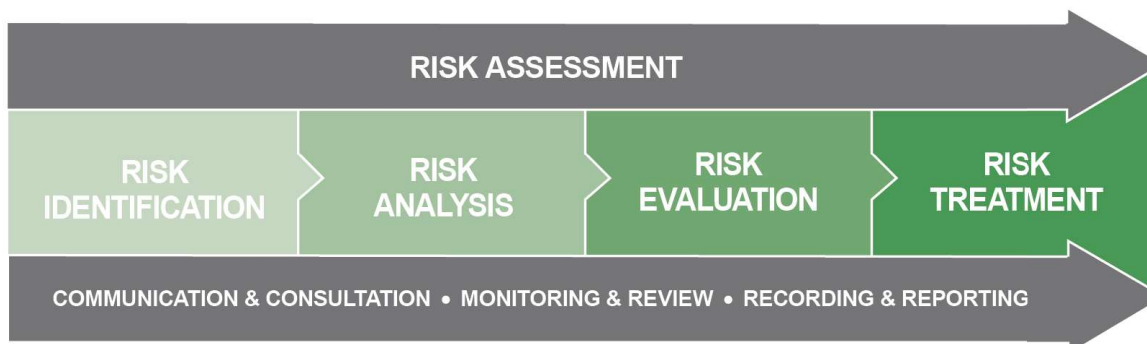 RISK ASSESSMENT
RISK
IDENTIFICATION
RISK
ANALYSIS
RISK
EVALUATION
RISK
TREATMENT
COMMUNICATION & CONSULTATION • MONITORING & REVIEW • RECORDING & REPORTING